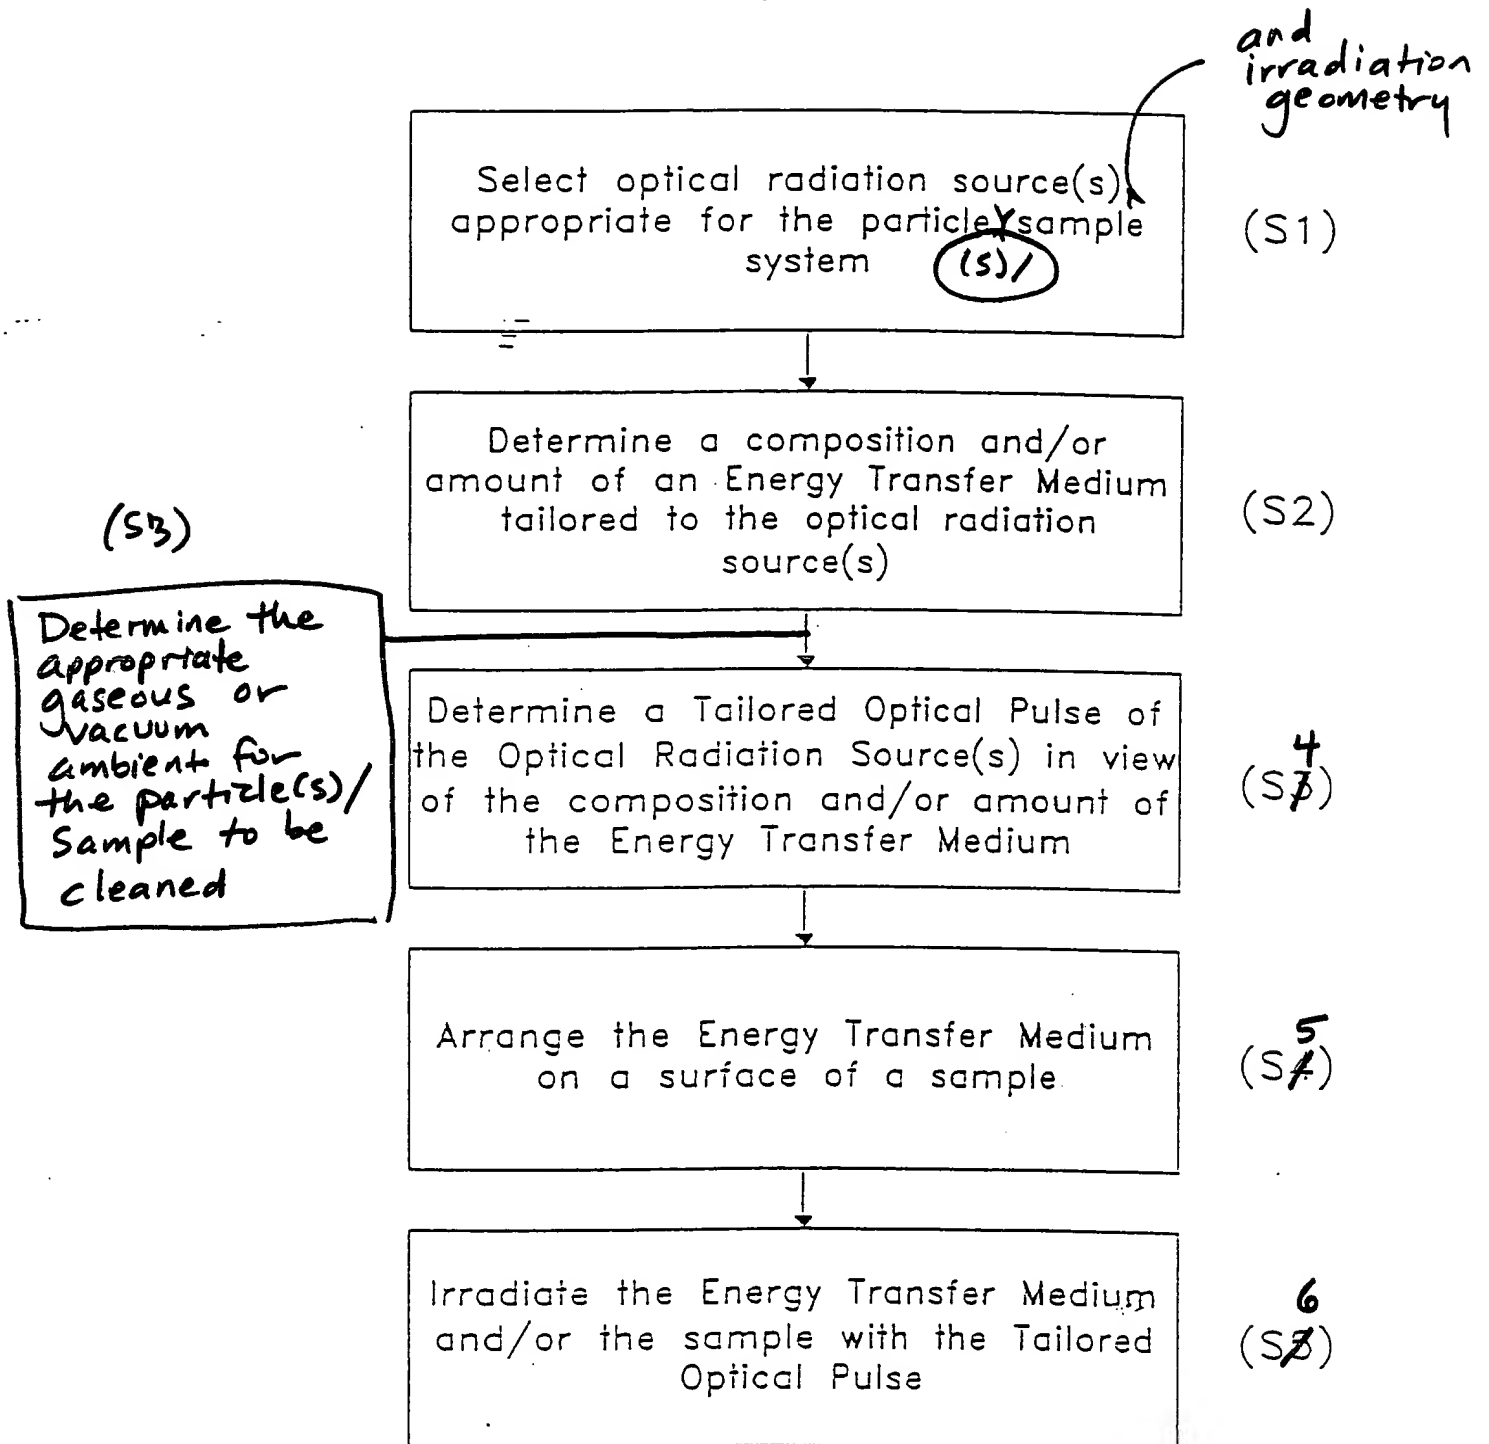 and
irradiation
geometry
Select optical radiation source(s)
appropriate for the particle sample
system (s)/
(S1)
Determine a composition and/or
amount of an Energy Transfer Medium
tailored to the optical radiation
source(s)
(S2)
(S3)
Determine the
appropriate
gaseous or
vacuum
ambient for
the particle(s)/
Sample to be
cleaned
Determine a Tailored Optical Pulse of
the Optical Radiation Source(s) in view
of the composition and/or amount of
the Energy Transfer Medium
4
(S3)
Arrange the Energy Transfer Medium
on a surface of a sample
5
(S4)
Irradiate the Energy Transfer Medium
and/or the sample with the Tailored
Optical Pulse
6
(S5)